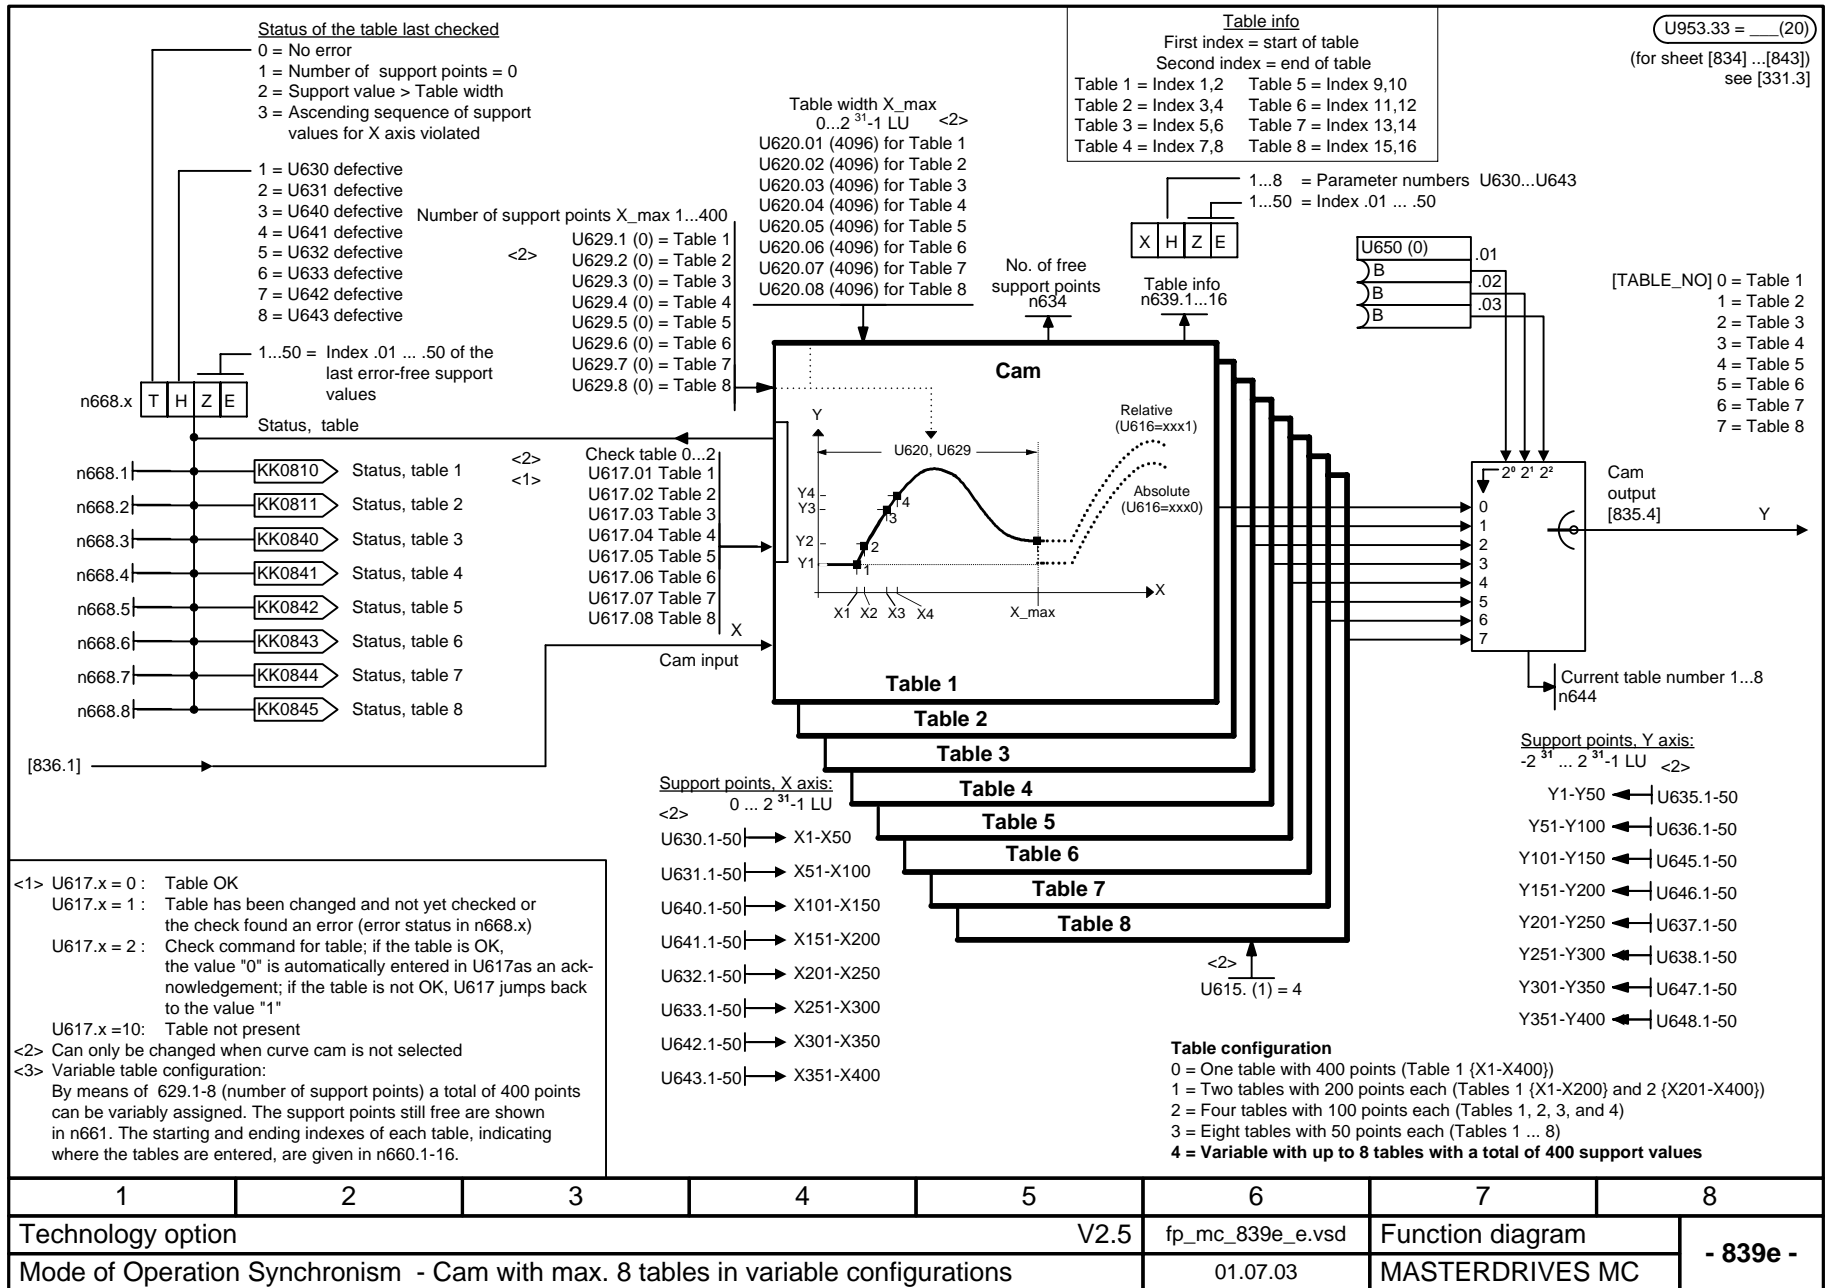 Status of the table last checked
0 = No error
1 = Number of support points = 0
2 = Support value > Table width
3 = Ascending sequence of support
values for X axis violated
1 = U630 defective
2 = U631 defective
3 = U640 defective
4 = U641 defective
5 = U632 defective
6 = U633 defective
7 = U642 defective
8 = U643 defective
1...50 = Index .01 ... .50 of the
last error-free support
values
n668.x T H Z E
Status, table
n668.1 KK0810 Status, table 1
n668.2 KK0811 Status, table 2
n668.3 KK0840 Status, table 3
n668.4 KK0841 Status, table 4
n668.5 KK0842 Status, table 5
n668.6 KK0843 Status, table 6
n668.7 KK0844 Status, table 7
n668.8 KK0845 Status, table 8
[836.1]
Number of support points X_max 1...400
<2>
U629.1 (0) = Table 1
U629.2 (0) = Table 2
U629.3 (0) = Table 3
U629.4 (0) = Table 4
U629.5 (0) = Table 5
U629.6 (0) = Table 6
U629.7 (0) = Table 7
U629.8 (0) = Table 8
<2>
<1>
Check table 0...2
U617.01 Table 1
U617.02 Table 2
U617.03 Table 3
U617.04 Table 4
U617.05 Table 5
U617.06 Table 6
U617.07 Table 7
U617.08 Table 8
X
Cam input
Table width X_max
0...2 31-1 LU <2>
U620.01 (4096) for Table 1
U620.02 (4096) for Table 2
U620.03 (4096) for Table 3
U620.04 (4096) for Table 4
U620.05 (4096) for Table 5
U620.06 (4096) for Table 6
U620.07 (4096) for Table 7
U620.08 (4096) for Table 8
No. of free
support points
n634
Table info
First index = start of table
Second index = end of table
Table 1 = Index 1,2 Table 5 = Index 9,10
Table 2 = Index 3,4 Table 6 = Index 11,12
Table 3 = Index 5,6 Table 7 = Index 13,14
Table 4 = Index 7,8 Table 8 = Index 15,16
1...8 = Parameter numbers U630...U643
1...50 = Index .01 ... .50
X H Z E
Table info
n639.1...16
U953.33 = ___(20)
(for sheet [834] ...[843])
see [331.3]
U650 (0)
B .01
B .02
B .03
[TABLE_NO] 0 = Table 1
1 = Table 2
2 = Table 3
3 = Table 4
4 = Table 5
5 = Table 6
6 = Table 7
7 = Table 8
Cam
Y
U620, U629
Relative
(U616=xxx1)
Absolute
(U616=xxx0)
Y4
Y3
Y2
Y1
4
3
2
1
X
X1 X2 X3 X4 X_max
Table 1
Table 2
Table 3
Table 4
Table 5
Table 6
Table 7
Table 8
<2>
U615. (1) = 4
2⁰ 2¹ 2²
0
1
2
3
4
5
6
7
Cam
output
[835.4]
Y
Current table number 1...8
n644
Support points, X axis:
0 ... 2 31-1 LU
<2>
U630.1-50 X1-X50
U631.1-50 X51-X100
U640.1-50 X101-X150
U641.1-50 X151-X200
U632.1-50 X201-X250
U633.1-50 X251-X300
U642.1-50 X301-X350
U643.1-50 X351-X400
Support points, Y axis:
-2 31 ... 2 31-1 LU <2>
Y1-Y50 U635.1-50
Y51-Y100 U636.1-50
Y101-Y150 U645.1-50
Y151-Y200 U646.1-50
Y201-Y250 U637.1-50
Y251-Y300 U638.1-50
Y301-Y350 U647.1-50
Y351-Y400 U648.1-50
<1> U617.x = 0 : Table OK
U617.x = 1 : Table has been changed and not yet checked or
the check found an error (error status in n668.x)
U617.x = 2 : Check command for table; if the table is OK,
the value "0" is automatically entered in U617as an ack-
nowledgement; if the table is not OK, U617 jumps back
to the value "1"
U617.x =10: Table not present
<2> Can only be changed when curve cam is not selected
<3> Variable table configuration:
By means of 629.1-8 (number of support points) a total of 400 points
can be variably assigned. The support points still free are shown
in n661. The starting and ending indexes of each table, indicating
where the tables are entered, are given in n660.1-16.
Table configuration
0 = One table with 400 points (Table 1 {X1-X400})
1 = Two tables with 200 points each (Tables 1 {X1-X200} and 2 {X201-X400})
2 = Four tables with 100 points each (Tables 1, 2, 3, and 4)
3 = Eight tables with 50 points each (Tables 1 ... 8)
4 = Variable with up to 8 tables with a total of 400 support values
1 2 3 4 5 6 7 8
Technology option V2.5 fp_mc_839e_e.vsd Function diagram
Mode of Operation Synchronism - Cam with max. 8 tables in variable configurations 01.07.03 MASTERDRIVES MC
- 839e -